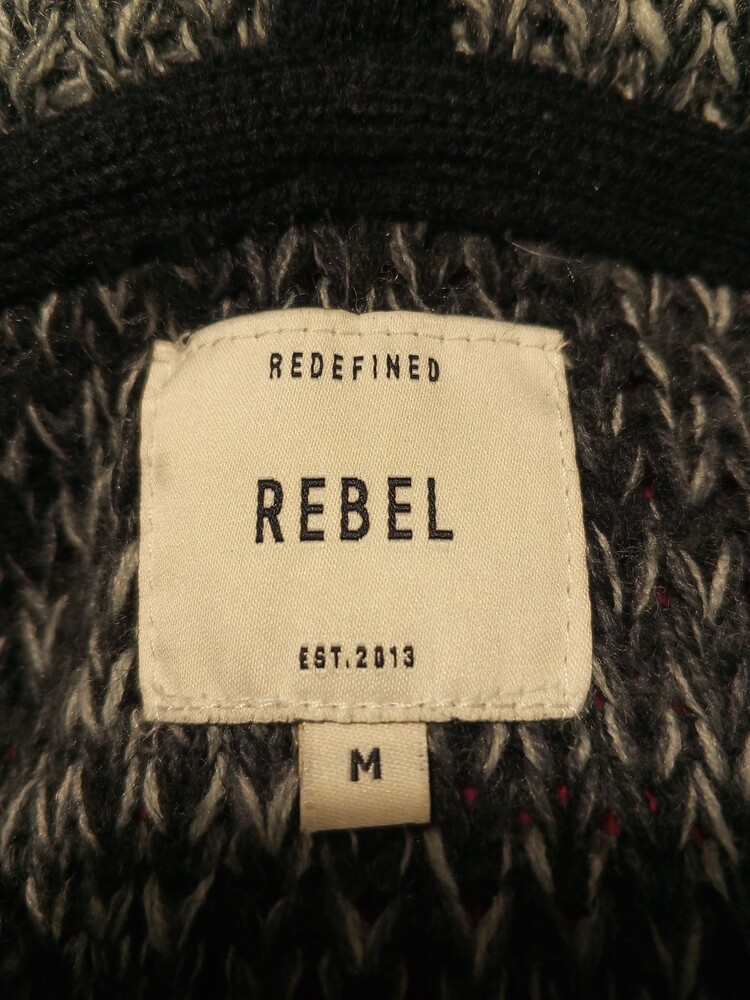 REDEFINED
REBEL
EST.2013
M